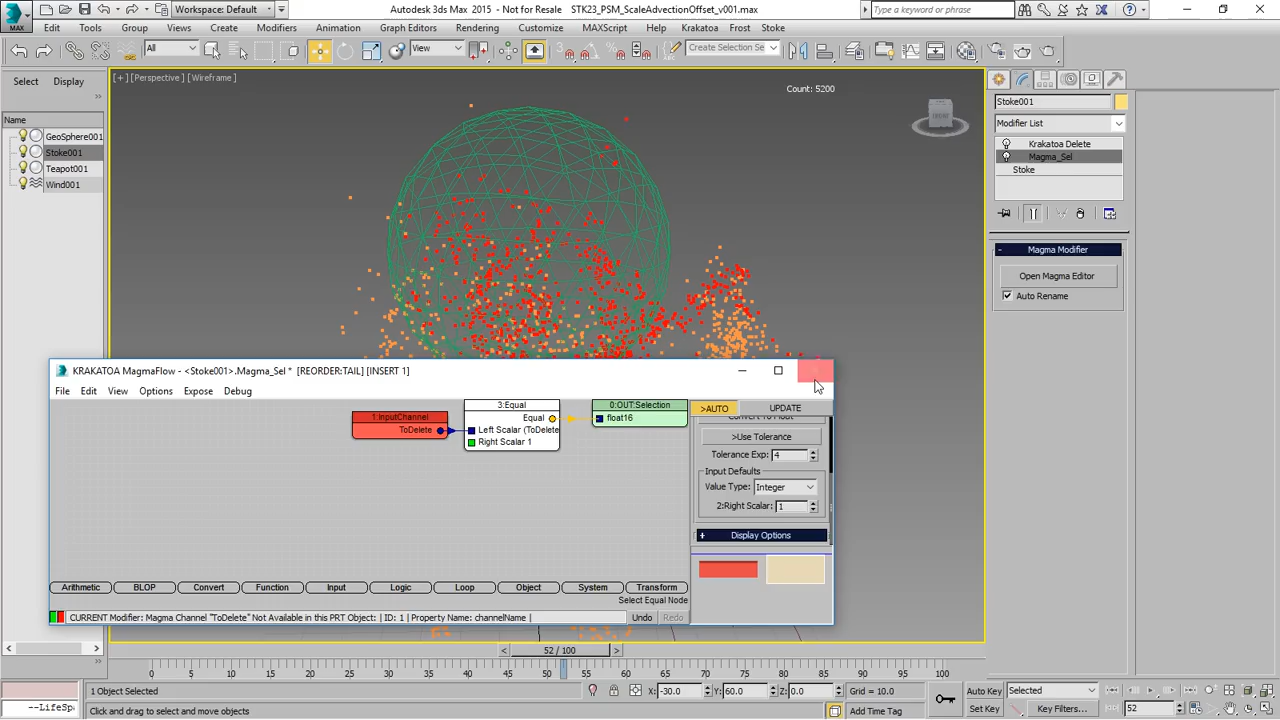 Workspace: Default
Autodesk 3ds Max 2015 - Not for Resale
STK23_PSM_ScaleAdvectionOffset_v001.max
Type a keyword or phrase
Edit Tools Group Views Create Modifiers Animation Graph Editors Rendering Customize MAXScript Help Krakatoa Frost Stoke
All
View
Create Selection Se
Select Display
[+] [Perspective] [Wireframe]
Count: 5200
Stoke001
Name
GeoSphere001
Stoke001
Teapot001
Wind001
Modifier List
Krakatoa Delete
Magma_Sel
Stoke
Magma Modifier
Open Magma Editor
Auto Rename
KRAKATOA MagmaFlow - <Stoke001>.Magma_Sel * [REORDER:TAIL] [INSERT 1]
File Edit View Options Expose Debug
1:InputChannel
ToDelete
3:Equal
Equal
Left Scalar (ToDelete
Right Scalar 1
0:OUT:Selection
float16
>AUTO UPDATE
Convert To Float
>Use Tolerance
Tolerance Exp: 4
Input Defaults
Value Type: Integer
2:Right Scalar: 1
+ Display Options
Arithmetic BLOP Convert Function Input Logic Loop Object System Transform
Select Equal Node
CURRENT Modifier: Magma Channel "ToDelete" Not Available in this PRT Object: | ID: 1 | Property Name: channelName |
Undo Redo
< 52 / 100 >
0 5 10 15 20 25 30 35 40 45 50 55 60 65 70 75 80 85 90 95 100
1 Object Selected
X: -30.0 Y: 60.0 Z: 0.0 Grid = 10.0
Auto Key Selected
--LifeSp
Click and drag to select and move objects
Add Time Tag
Set Key Key Filters... 52